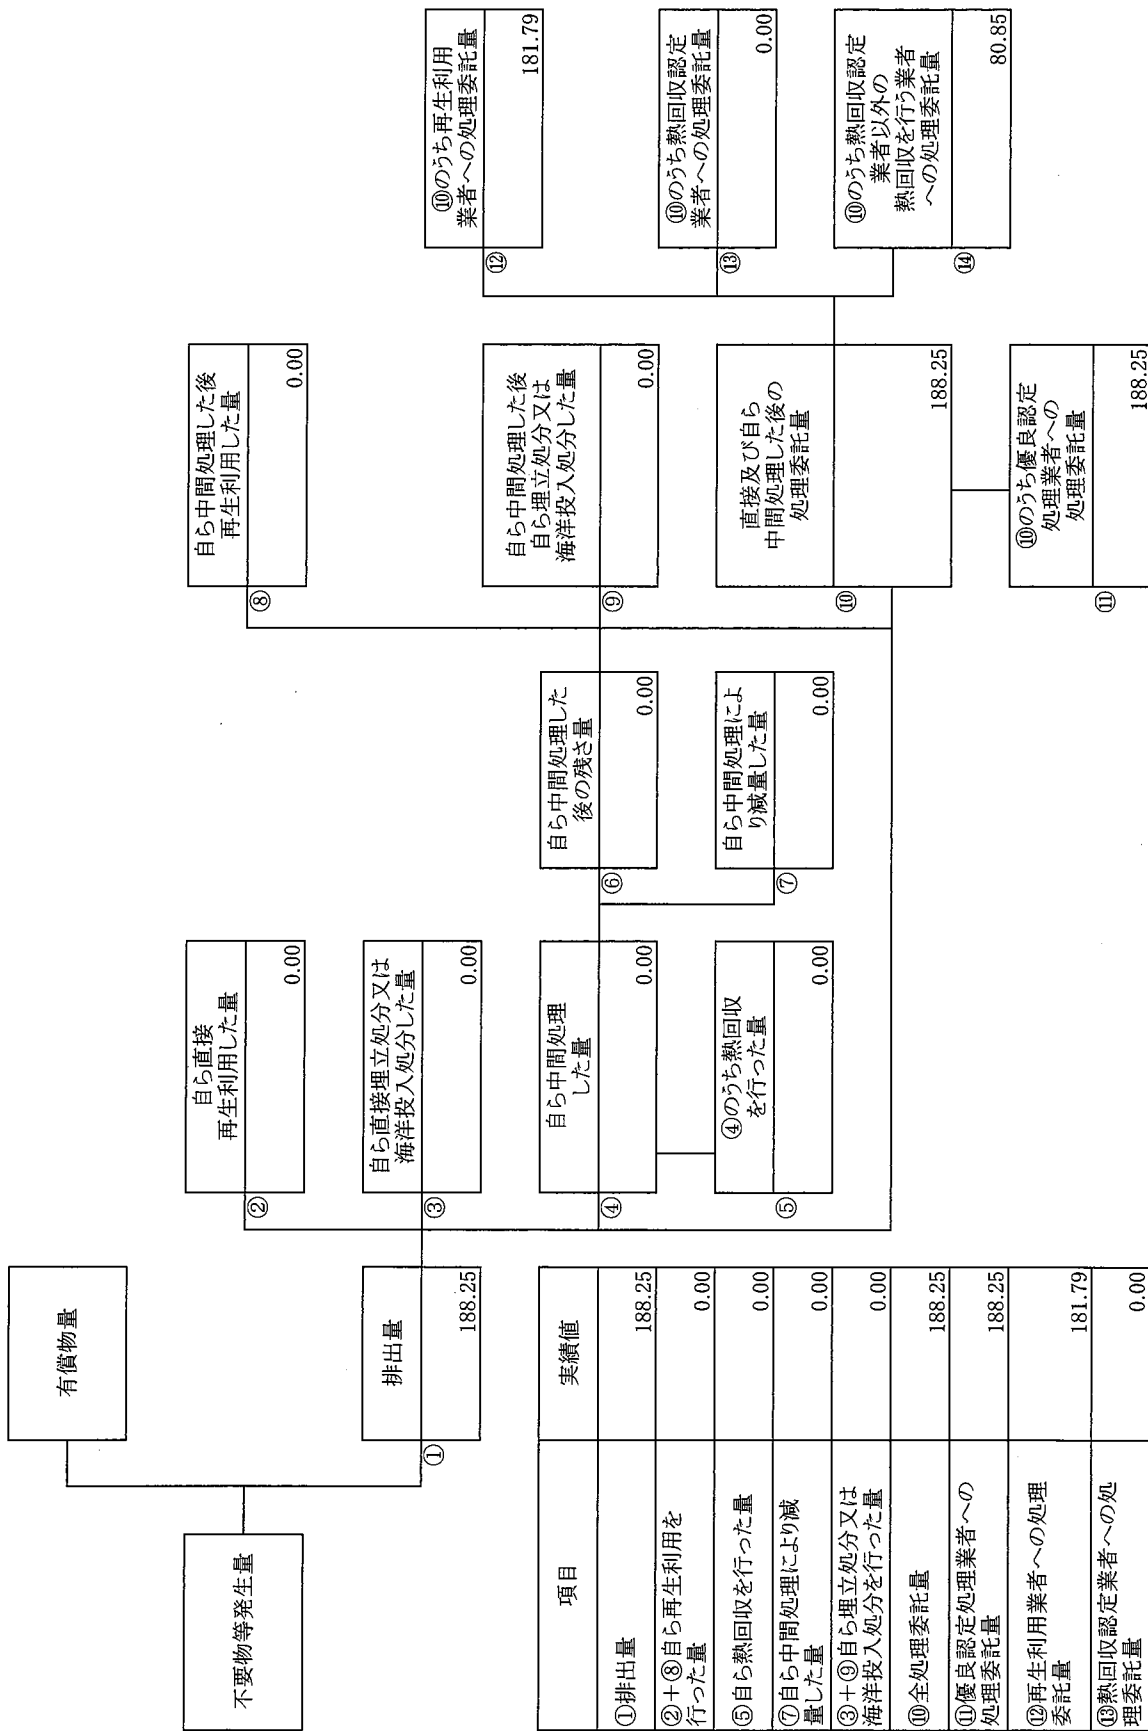 有償物量
不要物等発生量
排出量
①
188.25
自ら直接
再生利用した量
②
0.00
自ら直接埋立処分又は
海洋投入処分した量
③
0.00
自ら中間処理
した量
④
0.00
④のうち熱回収
を行った量
⑤
0.00
自ら中間処理した
後の残さ量
⑥
0.00
自ら中間処理によ
り減量した量
⑦
0.00
自ら中間処理した後
再生利用した量
⑧
0.00
自ら中間処理した後
自ら埋立処分又は
海洋投入処分した量
⑨
0.00
直接及び自ら
中間処理した後の
処理委託量
⑩
188.25
⑩のうち優良認定
処理業者への
処理委託量
⑪
188.25
⑩のうち再生利用
業者への処理委託量
⑫
181.79
⑩のうち熱回収認定
業者への処理委託量
⑬
0.00
⑩のうち熱回収認定
業者以外の
熱回収を行う業者
への処理委託量
⑭
80.85
項目 実績値
①排出量 188.25
②+⑧自ら再生利用を
行った量 0.00
⑤自ら熱回収を行った量 0.00
⑦自ら中間処理により減
量した量 0.00
③+⑨自ら埋立処分又は
海洋投入処分を行った量 0.00
⑩全処理委託量 188.25
⑪優良認定処理業者への
処理委託量 188.25
⑫再生利用業者への処理
委託量 181.79
⑬熱回収認定業者への処
理委託量 0.00